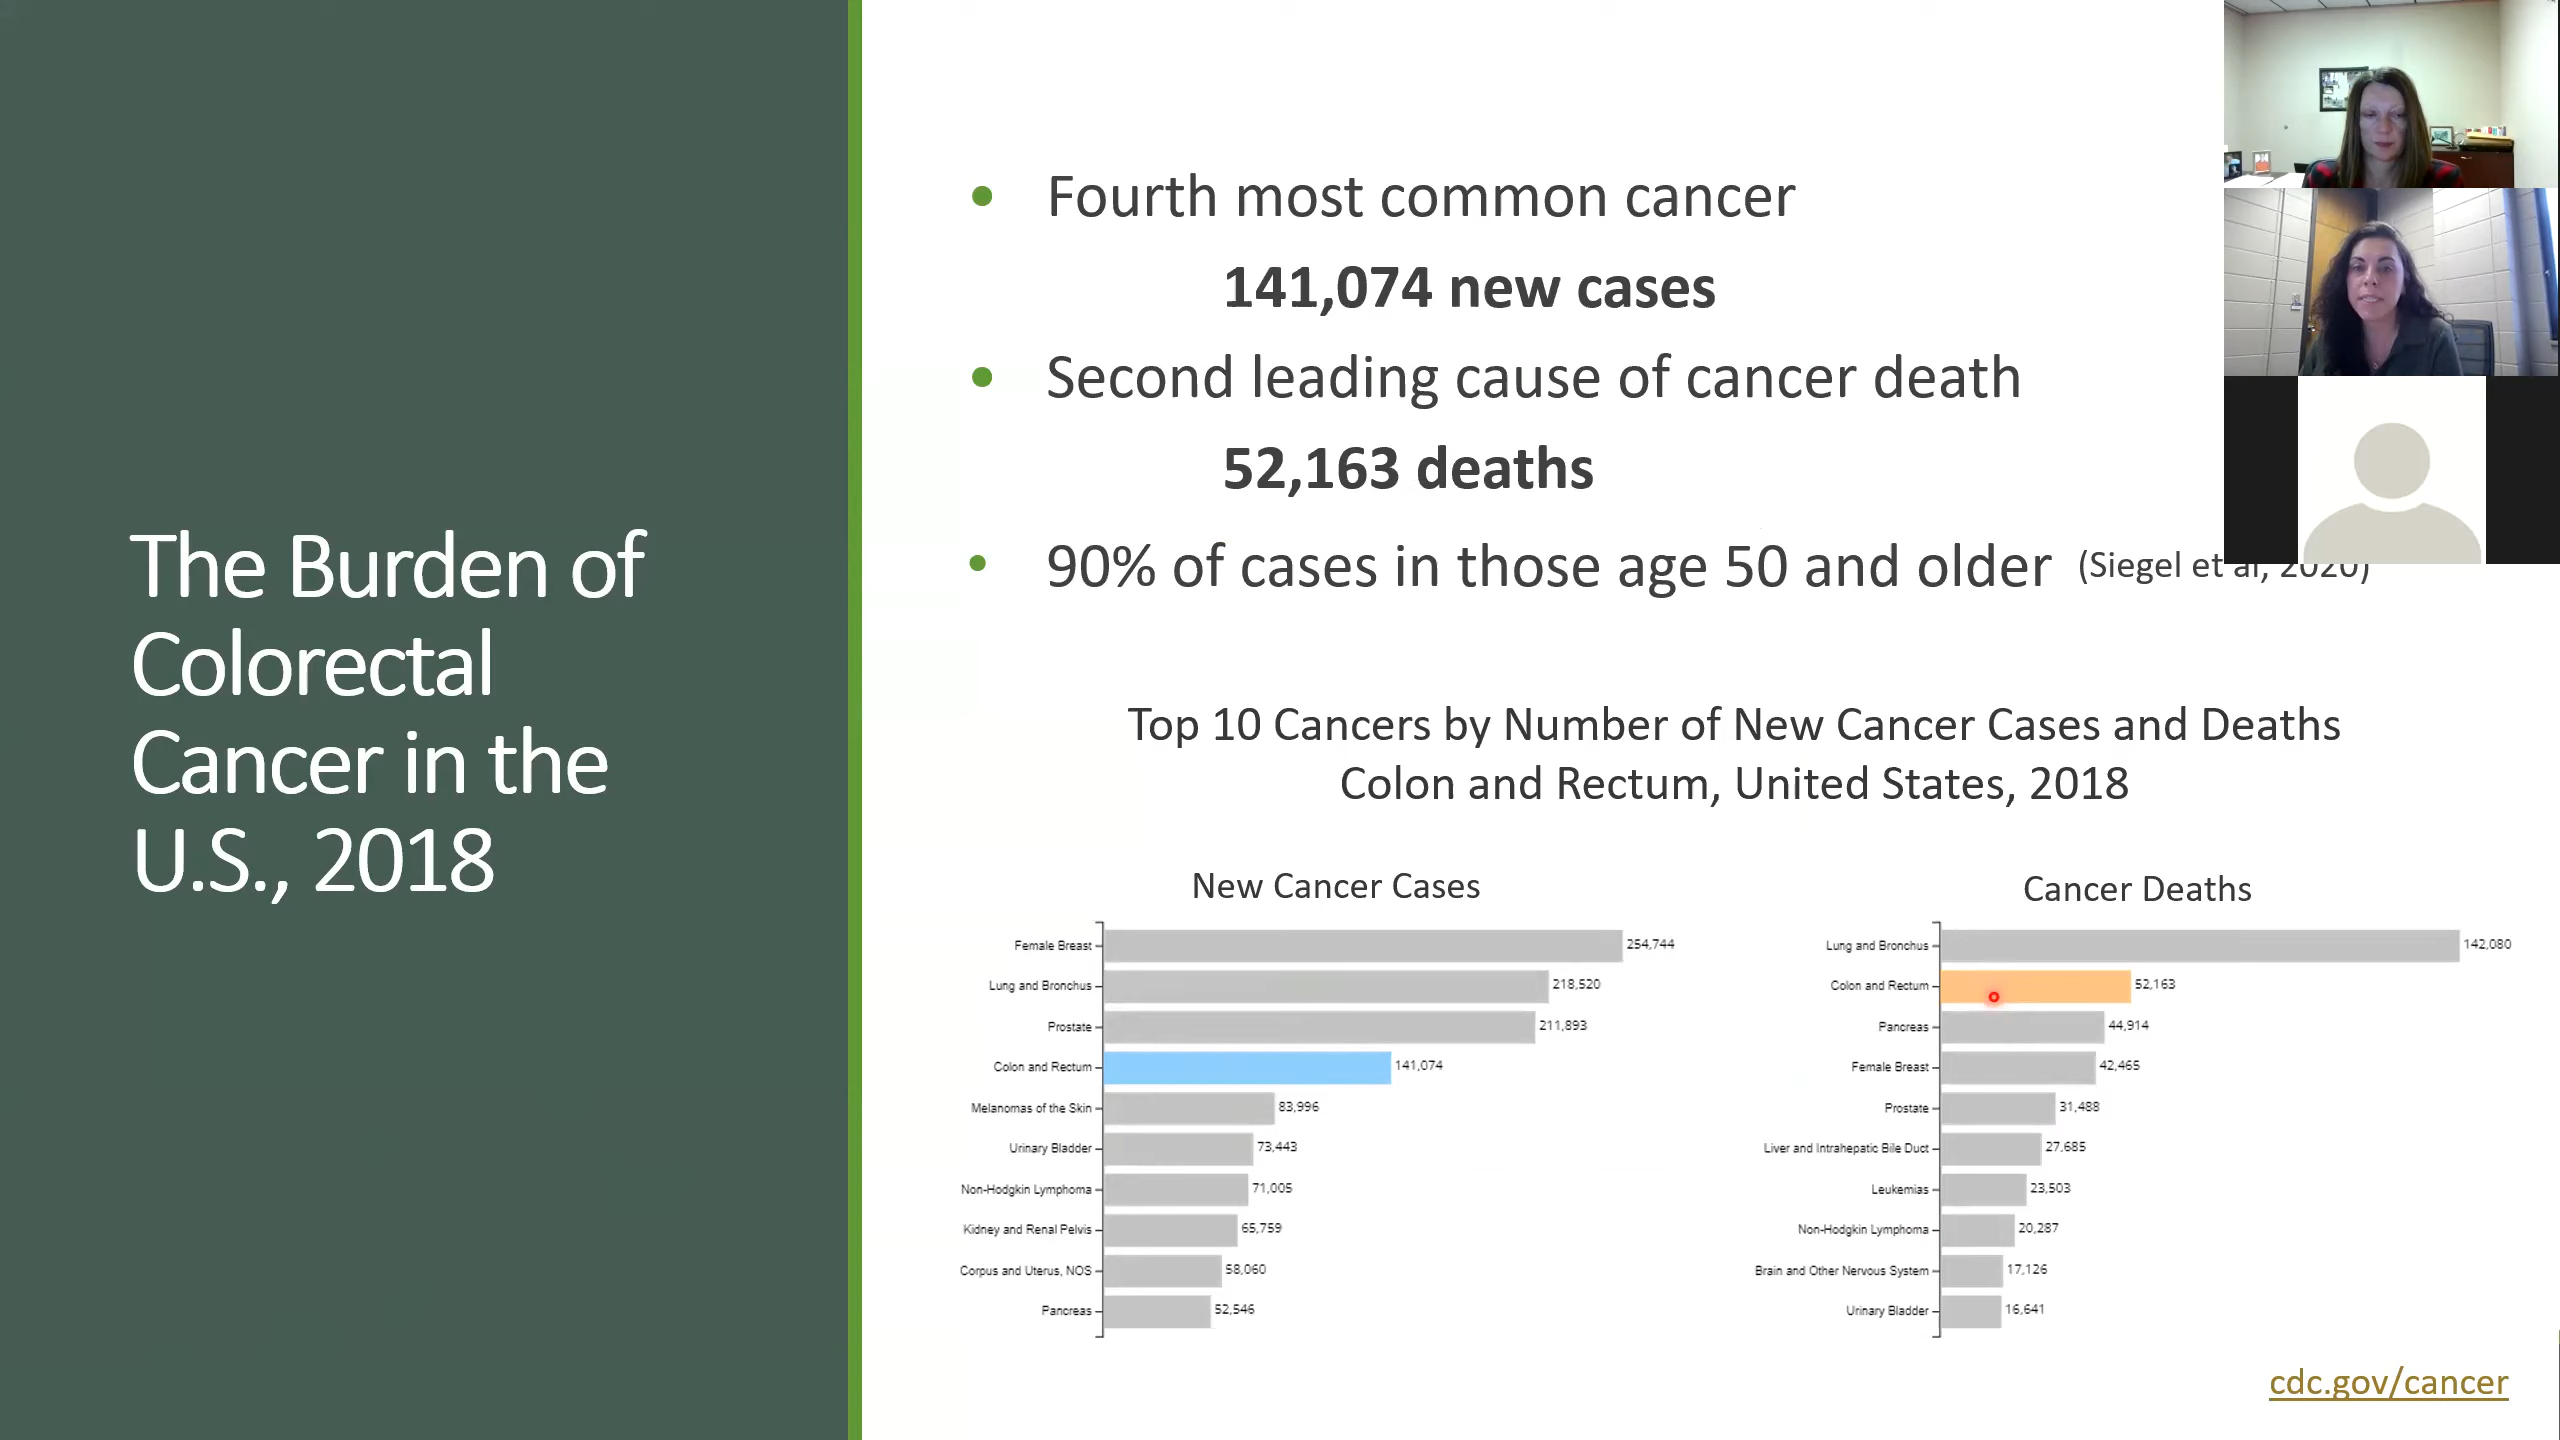 The Burden of
Colorectal
Cancer in the
U.S., 2018
• Fourth most common cancer
141,074 new cases
• Second leading cause of cancer death
52,163 deaths
• 90% of cases in those age 50 and older (Siegel et al, 2020)
Top 10 Cancers by Number of New Cancer Cases and Deaths
Colon and Rectum, United States, 2018
New Cancer Cases
Female Breast 254,744
Lung and Bronchus 218,520
Prostate 211,893
Colon and Rectum 141,074
Melanomas of the Skin 83,996
Urinary Bladder 73,443
Non-Hodgkin Lymphoma 71,005
Kidney and Renal Pelvis 65,759
Corpus and Uterus, NOS 58,060
Pancreas 52,546
Cancer Deaths
Lung and Bronchus 142,080
Colon and Rectum 52,163
Pancreas 44,914
Female Breast 42,465
Prostate 31,488
Liver and Intrahepatic Bile Duct 27,685
Leukemias 23,503
Non-Hodgkin Lymphoma 20,287
Brain and Other Nervous System 17,126
Urinary Bladder 16,641
cdc.gov/cancer